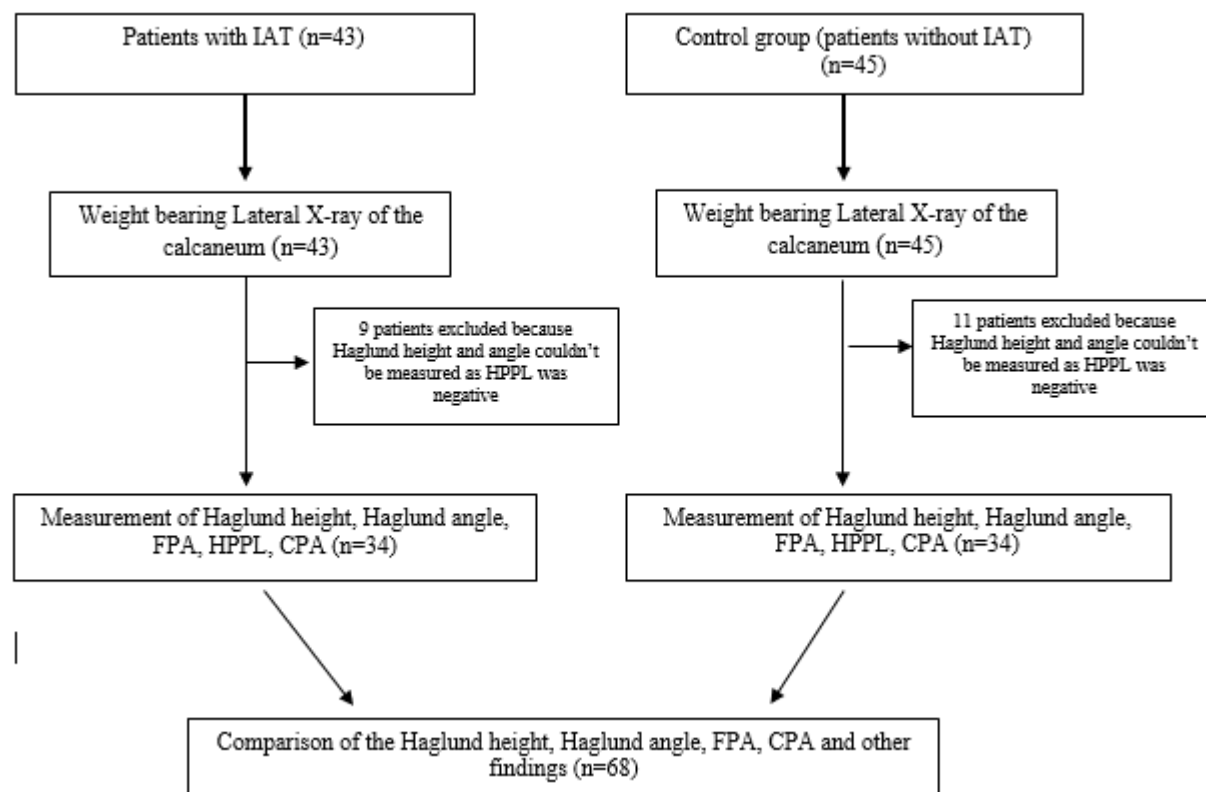 Patients with IAT (n=43)
Control group (patients without IAT)
(n=45)
Weight bearing Lateral X-ray of the
calcaneum (n=43)
Weight bearing Lateral X-ray of the
calcaneum (n=45)
9 patients excluded because
Haglund height and angle couldn’t
be measured as HPPL was
negative
11 patients excluded because
Haglund height and angle couldn’t
be measured as HPPL was
negative
Measurement of Haglund height, Haglund angle,
FPA, HPPL, CPA (n=34)
Measurement of Haglund height, Haglund angle,
FPA, HPPL, CPA (n=34)
Comparison of the Haglund height, Haglund angle, FPA, CPA and other
findings (n=68)